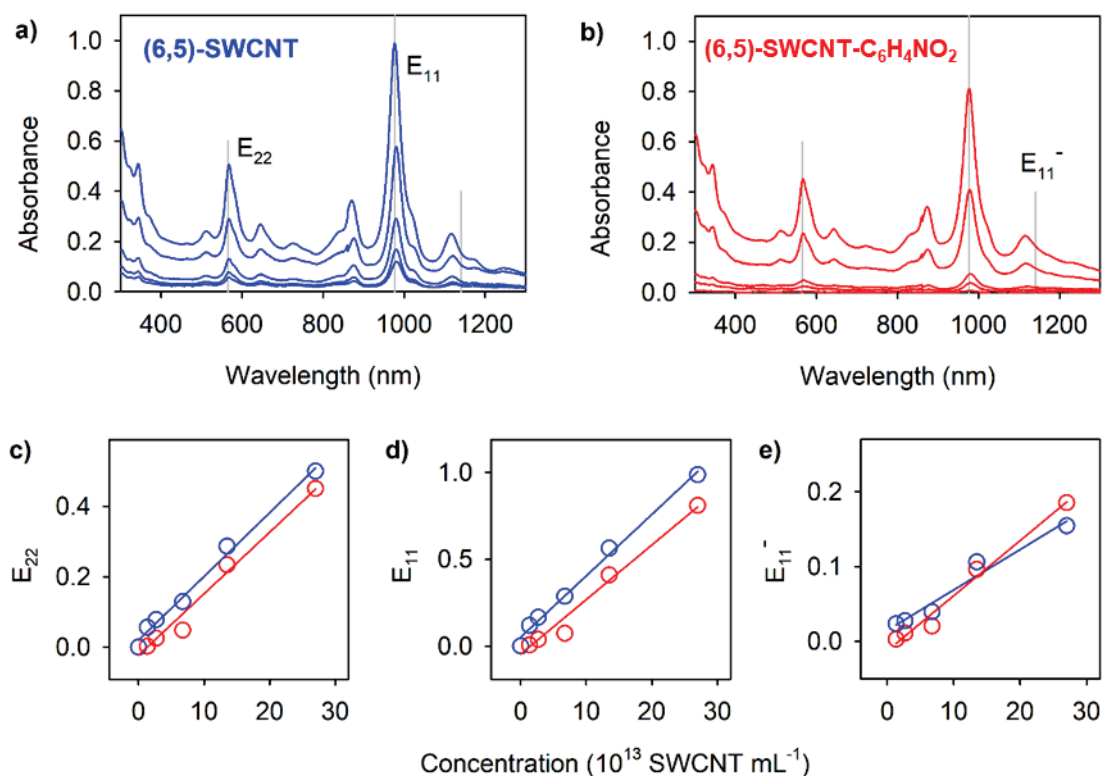 a)
(6,5)-SWCNT
E₁₁
E₂₂
Absorbance
1.0
0.8
0.6
0.4
0.2
0.0
400 600 800 1000 1200
Wavelength (nm)
b)
(6,5)-SWCNT-C₆H₄NO₂
E₁₁⁻
Absorbance
1.0
0.8
0.6
0.4
0.2
0.0
400 600 800 1000 1200
Wavelength (nm)
c)
E₂₂
0.4
0.2
0.0
0 10 20 30
d)
E₁₁
1.0
0.5
0.0
0 10 20 30
e)
E₁₁⁻
0.2
0.1
0.0
0 10 20 30
Concentration (10¹³ SWCNT mL⁻¹)